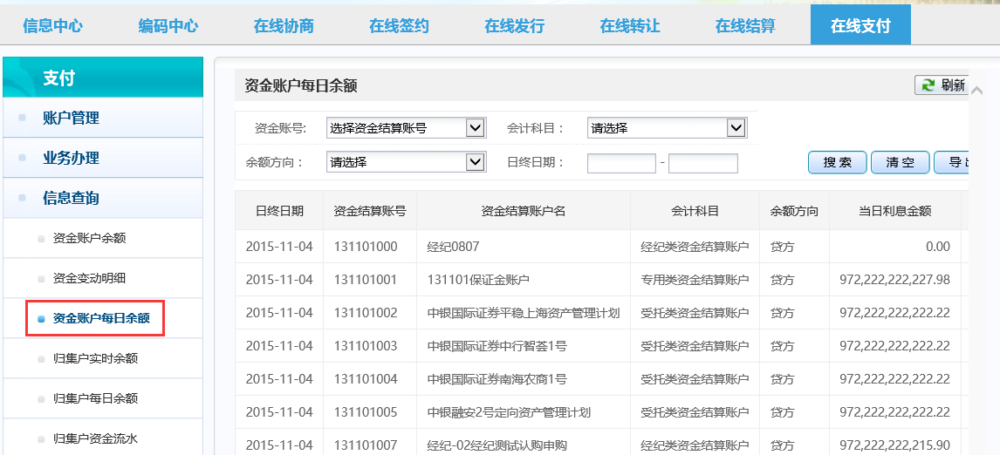 信息中心 编码中心 在线协商 在线签约 在线发行 在线转让 在线结算 在线支付
支付
账户管理
业务办理
信息查询
资金账户余额
资金变动明细
资金账户每日余额
归集户实时余额
归集户每日余额
归集户资金流水
资金账户每日余额 刷新
资金账号: 选择资金结算账号 会计科目： 请选择
余额方向： 请选择 日终日期： -
搜 索 清 空 导
日终日期 资金结算账号 资金结算账户名 会计科目 余额方向 当日利息金额
2015-11-04 131101000 经纪0807 经纪类资金结算账户 贷方 0.00
2015-11-04 131101001 131101保证金账户 专用类资金结算账户 贷方 972,222,222,227.98
2015-11-04 131101002 中银国际证券平稳上海资产管理计划 受托类资金结算账户 贷方 972,222,222,222.22
2015-11-04 131101003 中银国际证券中行智荟1号 受托类资金结算账户 贷方 972,222,222,222.22
2015-11-04 131101004 中银国际证券南海农商1号 受托类资金结算账户 贷方 972,222,222,222.22
2015-11-04 131101005 中银融安2号定向资产管理计划 受托类资金结算账户 贷方 972,222,222,222.22
2015-11-04 131101007 经纪-02经纪测试认购申购 经纪类资金结算账户 贷方 972,222,222,215.90